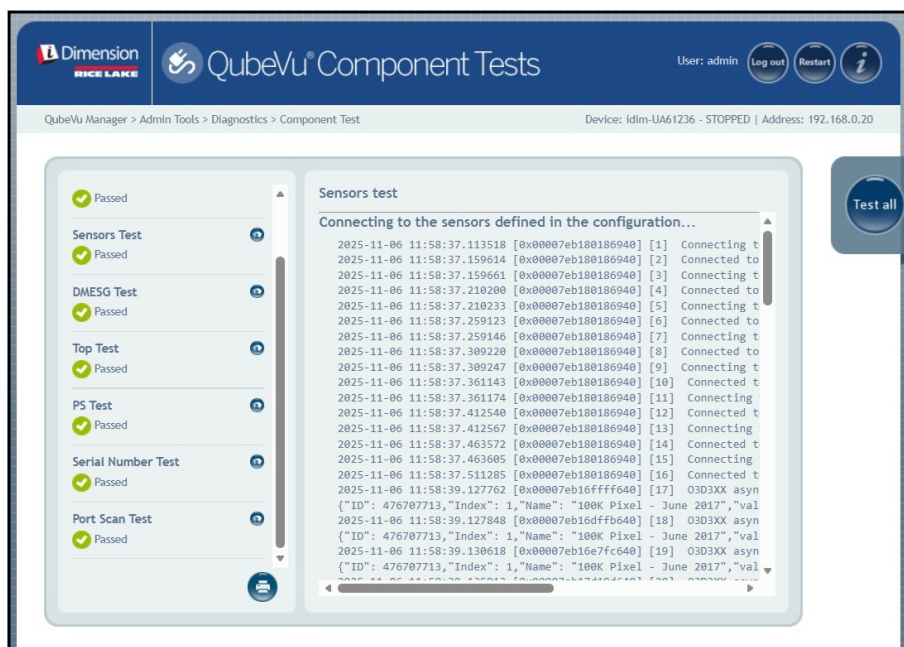 iDimension
RICE LAKE
QubeVu® Component Tests
User: admin
Log out
Restart
i
QubeVu Manager > Admin Tools > Diagnostics > Component Test
Device: idim-UA61236 - STOPPED | Address: 192.168.0.20
Passed
Sensors Test
Passed
DMESG Test
Passed
Top Test
Passed
PS Test
Passed
Serial Number Test
Passed
Port Scan Test
Passed
Sensors test
Connecting to the sensors defined in the configuration...
2025-11-06 11:58:37.113518 [0x00007eb180186940] [1] Connecting t
2025-11-06 11:58:37.159614 [0x00007eb180186940] [2] Connected to
2025-11-06 11:58:37.159661 [0x00007eb180186940] [3] Connecting t
2025-11-06 11:58:37.210200 [0x00007eb180186940] [4] Connected to
2025-11-06 11:58:37.210233 [0x00007eb180186940] [5] Connecting t
2025-11-06 11:58:37.259123 [0x00007eb180186940] [6] Connected to
2025-11-06 11:58:37.259146 [0x00007eb180186940] [7] Connecting t
2025-11-06 11:58:37.309220 [0x00007eb180186940] [8] Connected to
2025-11-06 11:58:37.309247 [0x00007eb180186940] [9] Connecting t
2025-11-06 11:58:37.361143 [0x00007eb180186940] [10] Connected t
2025-11-06 11:58:37.361174 [0x00007eb180186940] [11] Connecting
2025-11-06 11:58:37.412540 [0x00007eb180186940] [12] Connected t
2025-11-06 11:58:37.412567 [0x00007eb180186940] [13] Connecting
2025-11-06 11:58:37.463572 [0x00007eb180186940] [14] Connected t
2025-11-06 11:58:37.463605 [0x00007eb180186940] [15] Connecting
2025-11-06 11:58:37.511285 [0x00007eb180186940] [16] Connected t
2025-11-06 11:58:39.127762 [0x00007eb16ffff640] [17] O3D3XX asyn
{"ID": 476707713,"Index": 1,"Name": "100K Pixel - June 2017","val
2025-11-06 11:58:39.127848 [0x00007eb16dffb640] [18] O3D3XX asyn
{"ID": 476707713,"Index": 1,"Name": "100K Pixel - June 2017","val
2025-11-06 11:58:39.130618 [0x00007eb16e7fc640] [19] O3D3XX asyn
{"ID": 476707713,"Index": 1,"Name": "100K Pixel - June 2017","val
Test all